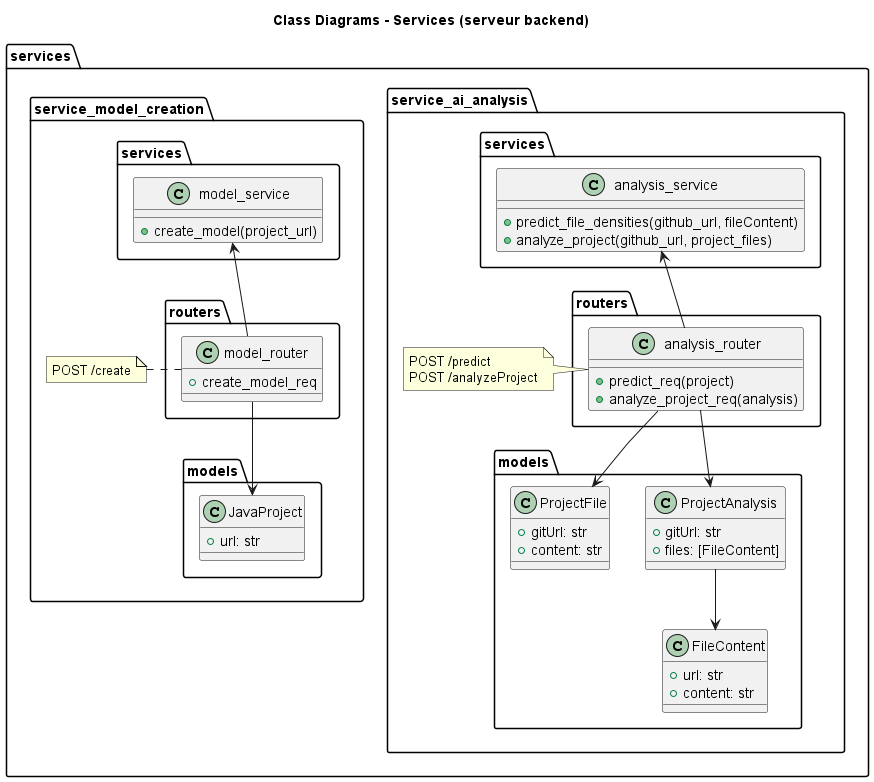 Class Diagrams - Services (serveur backend)
services
service_model_creation
services
C model_service
create_model(project_url)
routers
C model_router
create_model_req
POST /create
models
C JavaProject
url: str
service_ai_analysis
services
C analysis_service
predict_file_densities(github_url, fileContent)
analyze_project(github_url, project_files)
routers
C analysis_router
predict_req(project)
analyze_project_req(analysis)
POST /predict
POST /analyzeProject
models
C ProjectFile
gitUrl: str
content: str
C ProjectAnalysis
gitUrl: str
files: [FileContent]
C FileContent
url: str
content: str